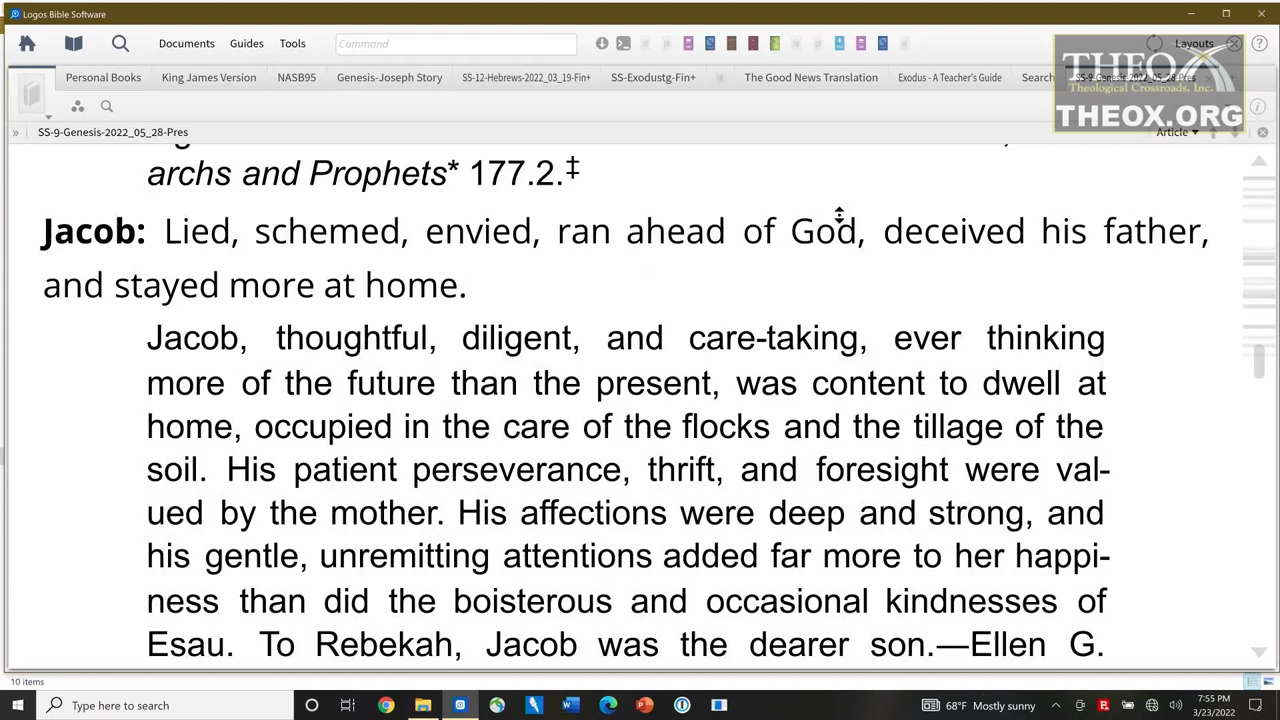 Logos Bible Software
Documents Guides Tools Command Layouts
THEOX
Theological Crossroads, Inc.
THEOX.ORG
Personal Books King James Version NASB95 SS-12-Hebrews-2022_03_19-Fin+ SS-Exodustg-Fin+ The Good News Translation Exodus - A Teacher's Guide Search
SS-9-Genesis-2022_05_28-Pres
Article
archs and Prophets* 177.2.‡
Jacob: Lied, schemed, envied, ran ahead of God, deceived his father,
and stayed more at home.
Jacob, thoughtful, diligent, and care-taking, ever thinking
more of the future than the present, was content to dwell at
home, occupied in the care of the flocks and the tillage of the
soil. His patient perseverance, thrift, and foresight were val-
ued by the mother. His affections were deep and strong, and
his gentle, unremitting attentions added far more to her happi-
ness than did the boisterous and occasional kindnesses of
Esau. To Rebekah, Jacob was the dearer son.—Ellen G.
10 items
Type here to search
68°F Mostly sunny
7:55 PM
3/23/2022